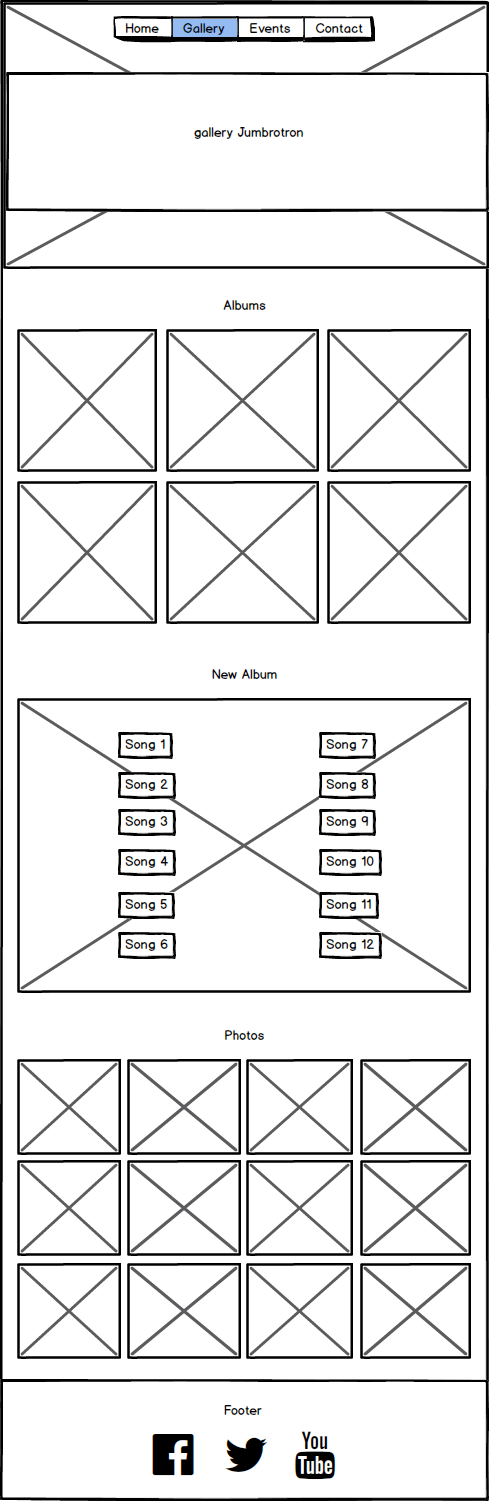 Home Gallery Events Contact
gallery Jumbrotron
Albums
New Album
Song 1
Song 2
Song 3
Song 4
Song 5
Song 6
Song 7
Song 8
Song 9
Song 10
Song 11
Song 12
Photos
Footer
You
Tube